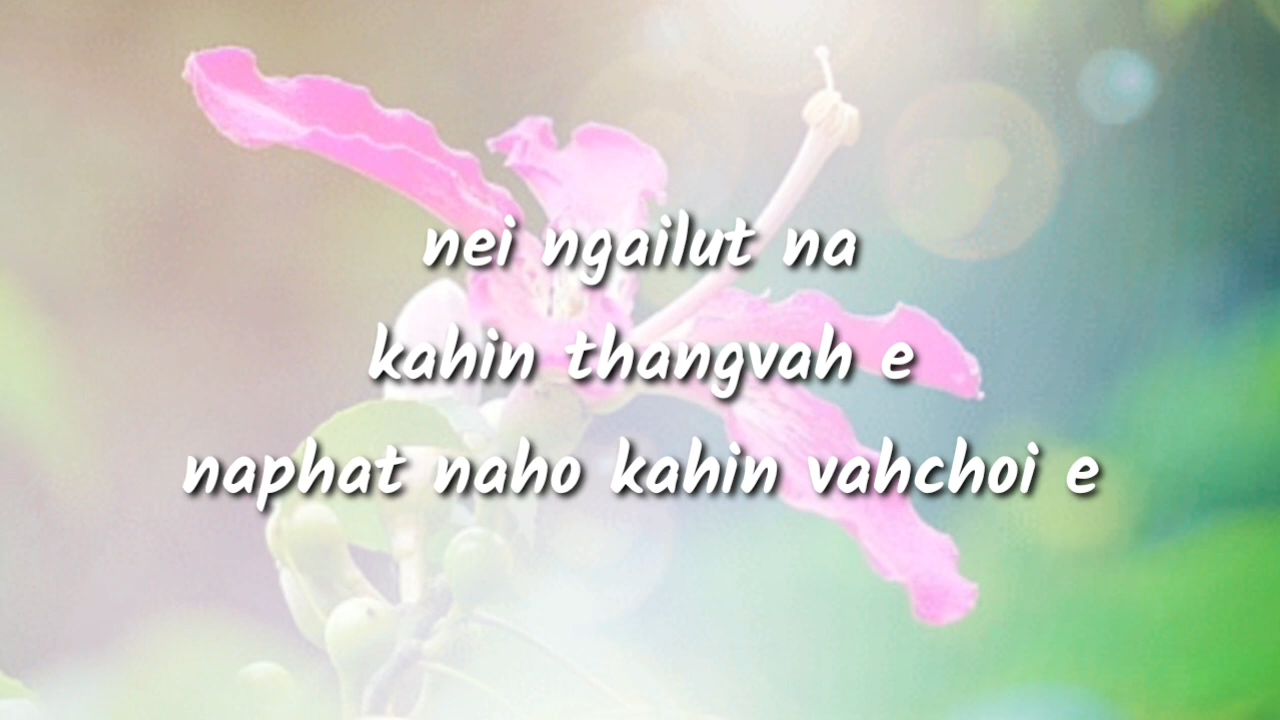 nei ngailut na
kahin thangvah e
naphat naho kahin vahchoi e